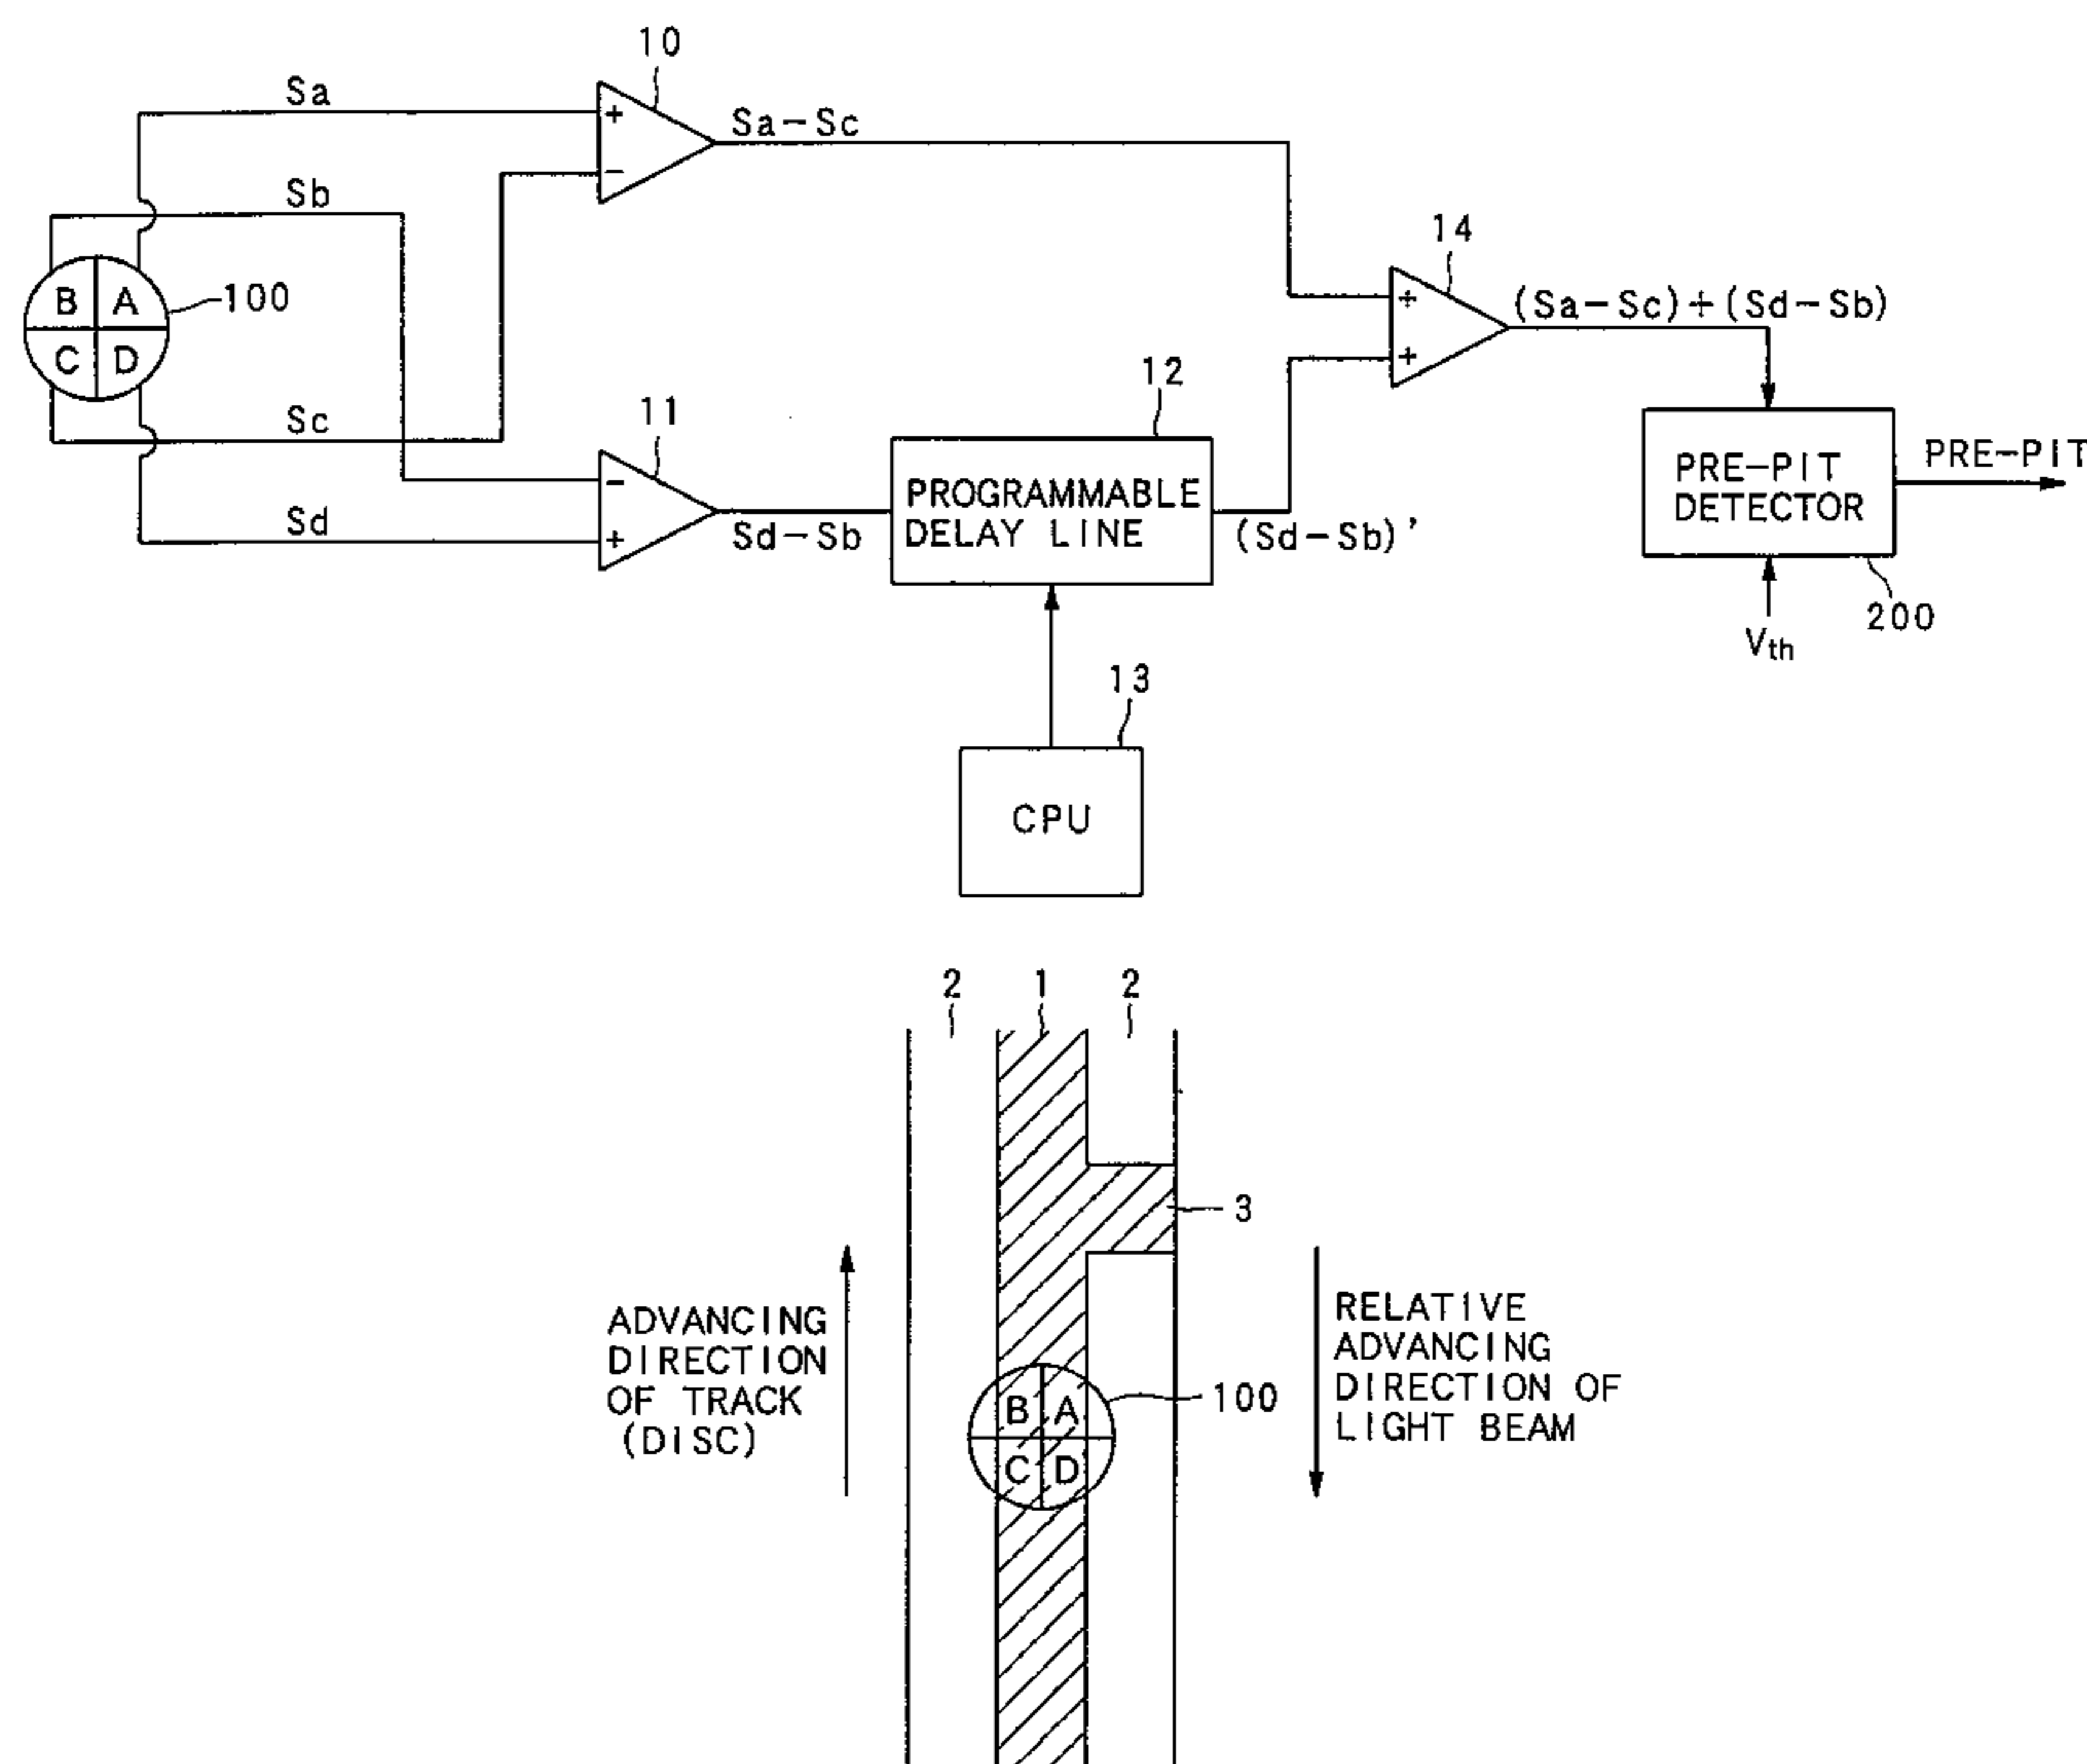 10
Sa
Sa-Sc
Sb
14
B A
100
(Sa-Sc)+(Sd-Sb)
C D
12
11
Sc
PRE-PIT
DETECTOR
PRE-PIT
PROGRAMMABLE
DELAY LINE
Sd
Sd-Sb
(Sd-Sb)'
200
Vth
13
CPU
2 1 2
3
ADVANCING
DIRECTION
OF TRACK
(DISC)
RELATIVE
ADVANCING
DIRECTION OF
LIGHT BEAM
B A
100
C D
+
-
-
+
+
+